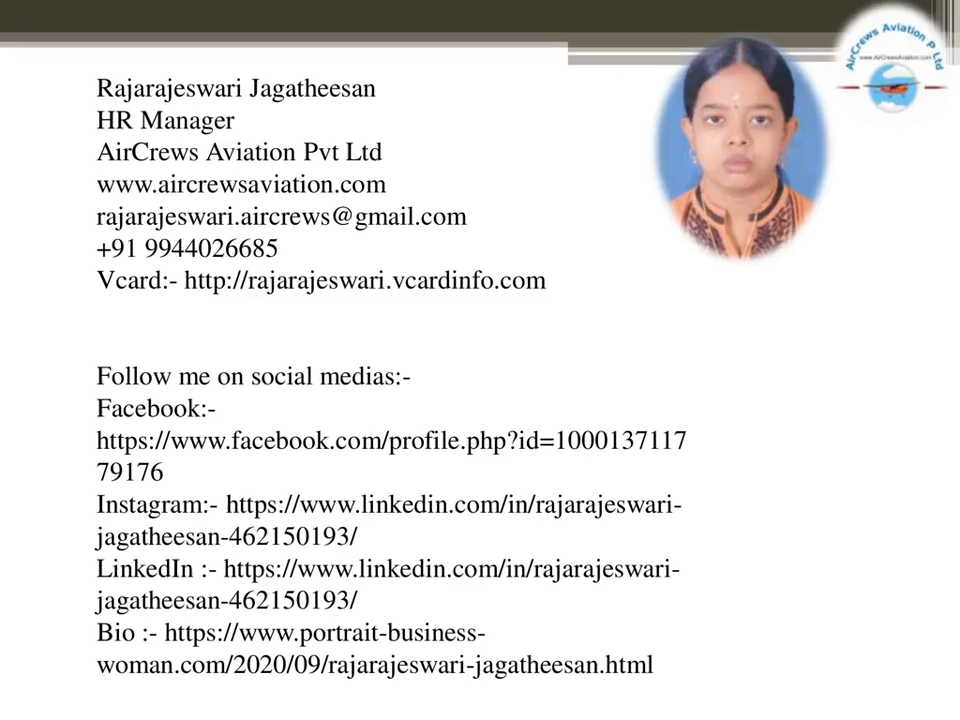 AirCrews Aviation P Ltd
www.AirCrewsAviation.com
Rajarajeswari Jagatheesan
HR Manager
AirCrews Aviation Pvt Ltd
www.aircrewsaviation.com
rajarajeswari.aircrews@gmail.com
+91 9944026685
Vcard:- http://rajarajeswari.vcardinfo.com
Follow me on social medias:-
Facebook:-
https://www.facebook.com/profile.php?id=1000137117
79176
Instagram:- https://www.linkedin.com/in/rajarajeswari-
jagatheesan-462150193/
LinkedIn :- https://www.linkedin.com/in/rajarajeswari-
jagatheesan-462150193/
Bio :- https://www.portrait-business-
woman.com/2020/09/rajarajeswari-jagatheesan.html